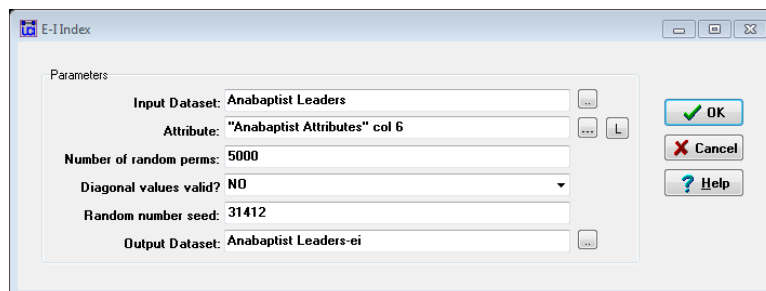 E-I Index
Parameters
Input Dataset: Anabaptist Leaders ..
Attribute: "Anabaptist Attributes" col 6 ... L
Number of random perms: 5000
Diagonal values valid? NO
Random number seed: 31412
Output Dataset: Anabaptist Leaders-ei ..
OK
Cancel
? Help